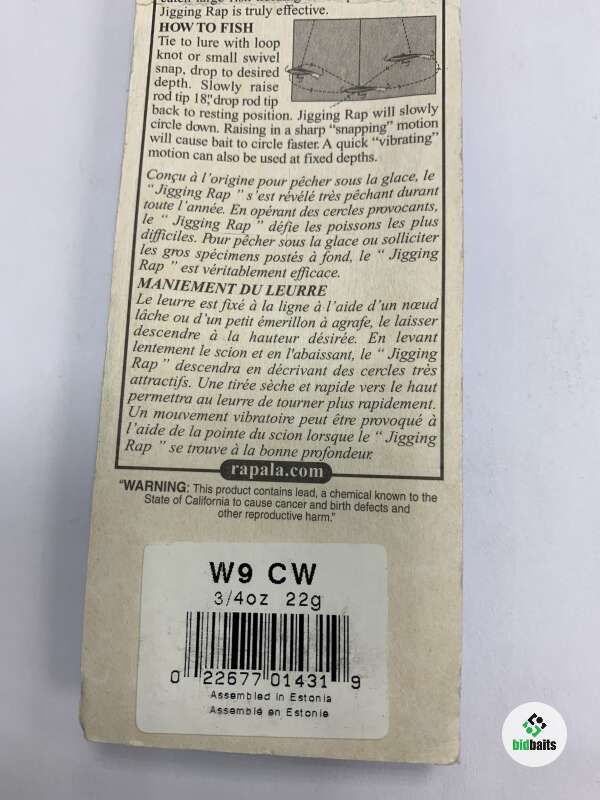 Jigging Rap is truly effective.
HOW TO FISH
Tie to lure with loop
knot or small swivel
snap, drop to desired
depth. Slowly raise
rod tip 18," drop rod tip
back to resting position. Jigging Rap will slowly
circle down. Raising in a sharp "snapping" motion
will cause bait to circle faster. A quick "vibrating"
motion can also be used at fixed depths.
Conçu à l'origine pour pêcher sous la glace, le
"Jigging Rap" s'est révélé très pêchant durant
toute l'année. En opérant des cercles provocants,
le "Jigging Rap" défie les poissons les plus
difficiles. Pour pêcher sous la glace ou solliciter
les gros spécimens postés à fond, le "Jigging
Rap" est véritablement efficace.
MANIEMENT DU LEURRE
Le leurre est fixé à la ligne à l'aide d'un nœud
lâche ou d'un petit émerillon à agrafe, le laisser
descendre à la hauteur désirée. En levant
lentement le scion et en l'abaissant, le "Jigging
Rap" descendra en décrivant des cercles très
attractifs. Une tirée sèche et rapide vers le haut
permettra au leurre de tourner plus rapidement.
Un mouvement vibratoire peut être provoqué à
l'aide de la pointe du scion lorsque le "Jigging
Rap" se trouve à la bonne profondeur.
rapala.com
"WARNING: This product contains lead, a chemical known to the
State of California to cause cancer and birth defects and
other reproductive harm."
W9 CW
3/4oz 22g
0 22677 01431 9
Assembled in Estonia
Assemblé en Estonie
bidbaits